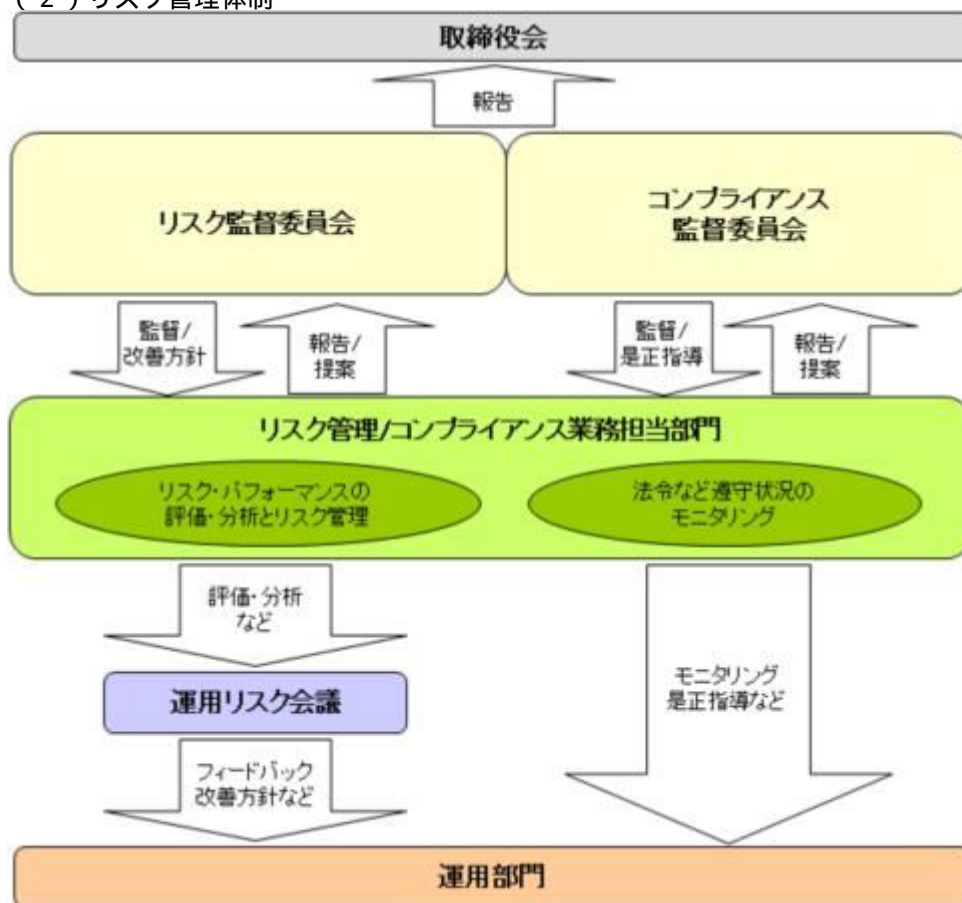 (2)リスク管理体制
取締役会
報告
リスク監督委員会
コンプライアンス
監督委員会
監督/
改善方針
報告/
提案
監督/
是正指導
報告/
提案
リスク管理/コンプライアンス業務担当部門
リスク・パフォーマンスの
評価・分析とリスク管理
法令など遵守状況の
モニタリング
評価・分析
など
運用リスク会議
モニタリング
是正指導など
フィードバック
改善方針など
運用部門